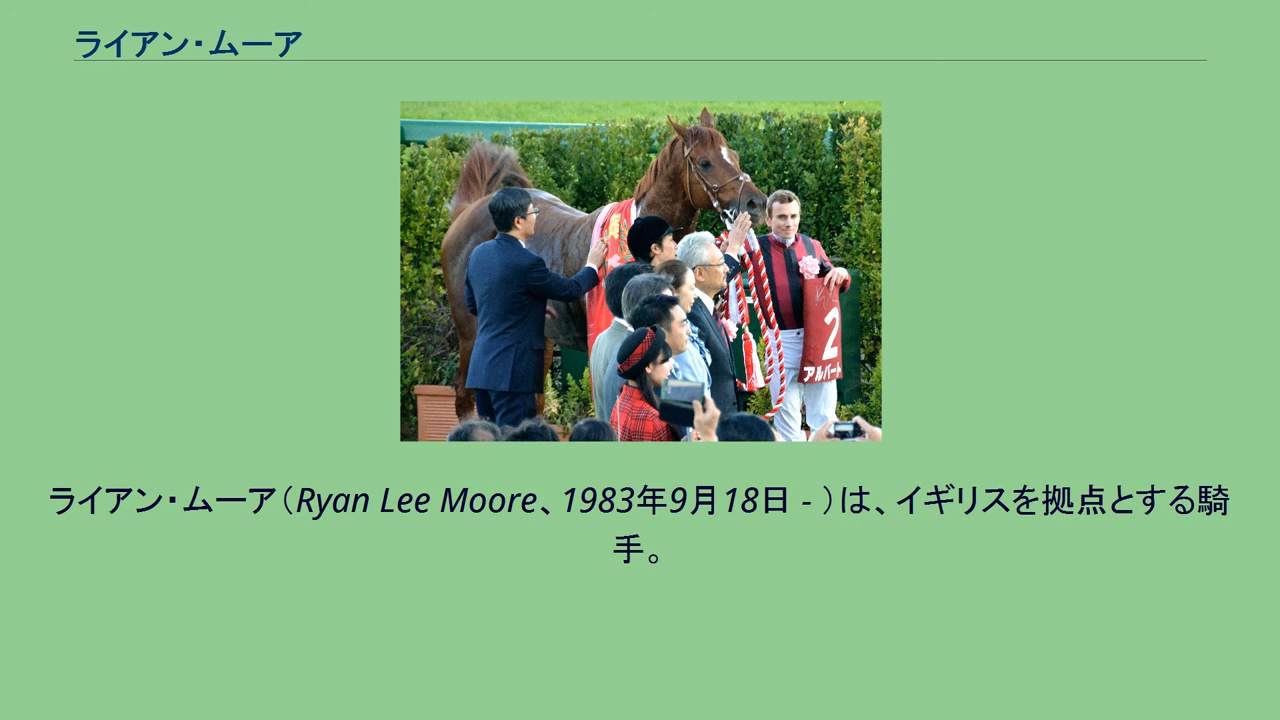 ライアン・ムーア
2
アルバート
ライアン・ムーア（Ryan Lee Moore、1983年9月18日 - ）は、イギリスを拠点とする騎
手。